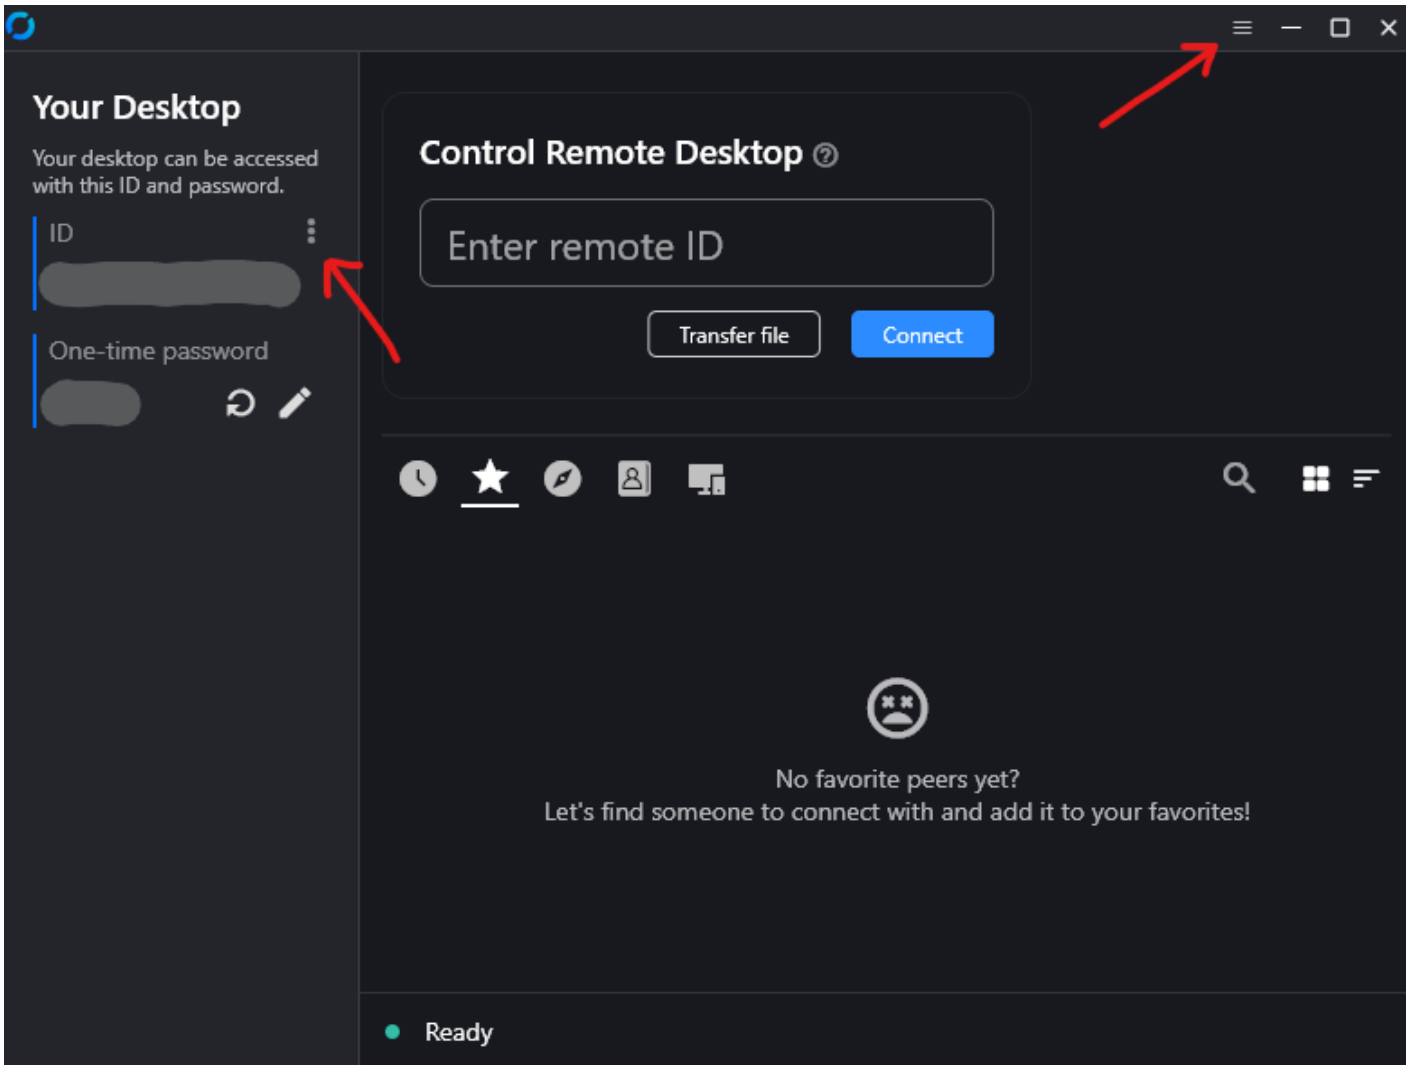 Your Desktop
Your desktop can be accessed
with this ID and password.
ID
One-time password
Control Remote Desktop
Enter remote ID
Transfer file
Connect
No favorite peers yet?
Let's find someone to connect with and add it to your favorites!
Ready